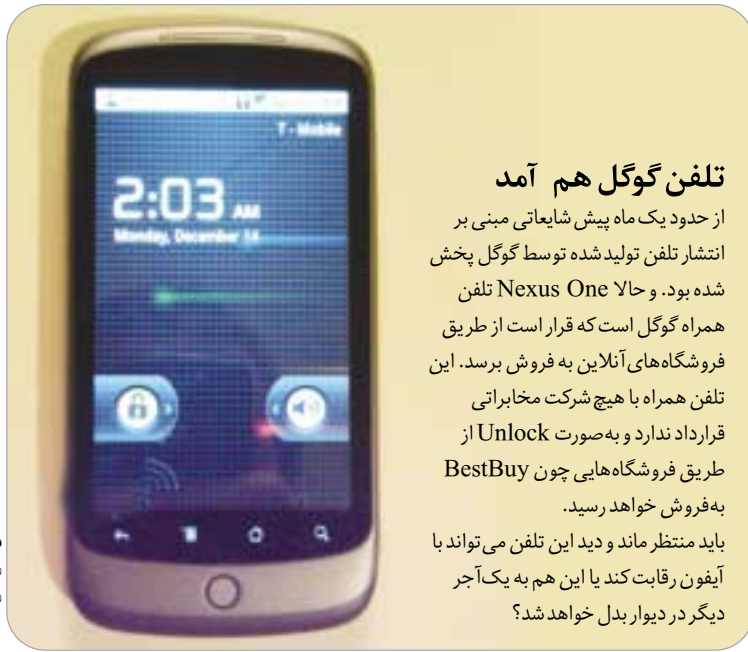 تلفن گوگل هم آمد
از حدود یک ماه پیش شایعاتی مبنی بر
انتشار تلفن تولیدشده توسط گوگل پخش
شده بود. و حالا Nexus One تلفن
همراه گوگل است که قرار است از طریق
فروشگاه‌های آنلاین به فروش برسد. این
تلفن همراه با هیچ شرکت مخابراتی
قرارداد ندارد و به‌صورت Unlock از
طریق فروشگاه‌هایی چون BestBuy
به‌فروش خواهد رسید.
باید منتظر ماند و دید این تلفن می‌تواند با
آیفون رقابت کند یا این هم به یک آجر
دیگر در دیوار بدل خواهد شد؟
T - Mobile
2:03 AM
Monday, December 14